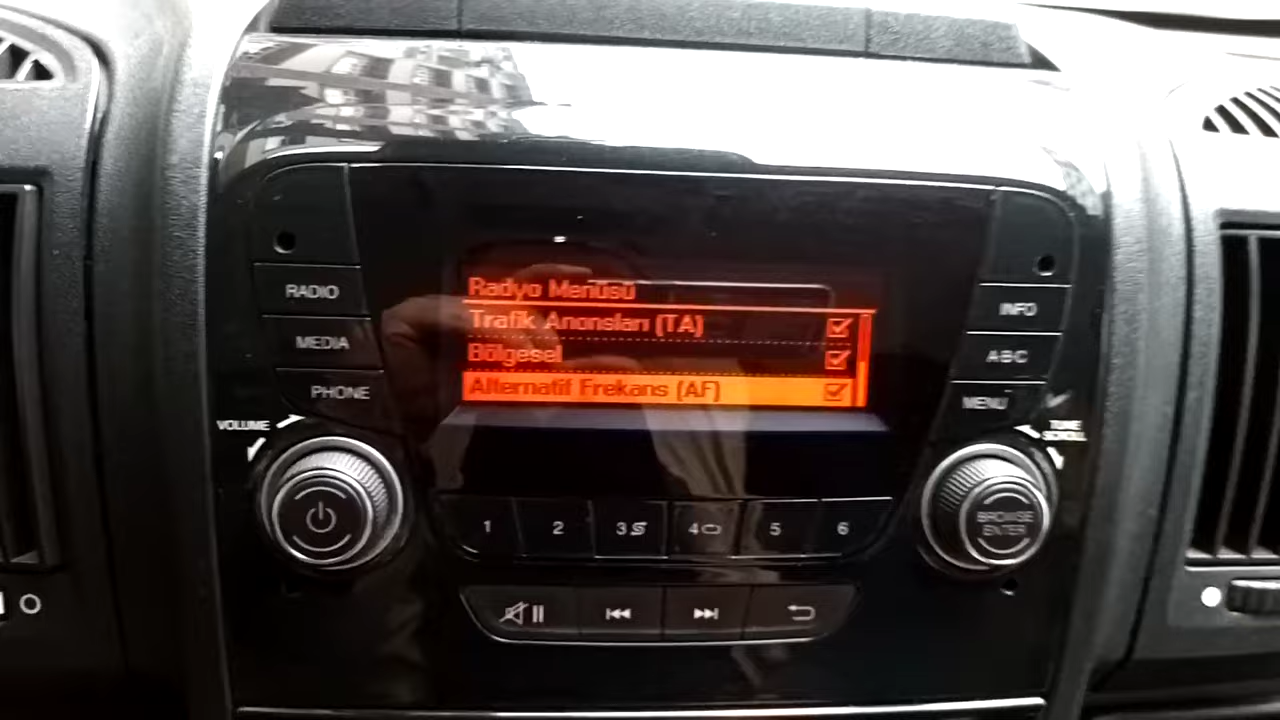 RADIO
MEDIA
PHONE
VOLUME
Radyo Menüsü
Trafik Anonsları (TA)
Bölgesel
Alternatif Frekans (AF)
INFO
ABC
MENU
TUNE
SCROLL
BROWSE
ENTER
1
2
3
4
5
6